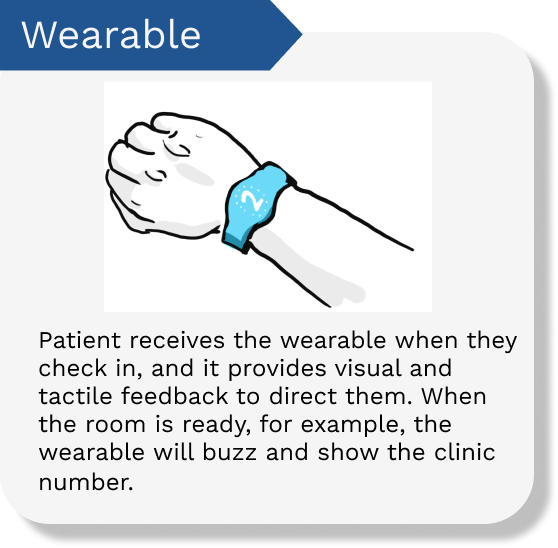 Wearable
2
Patient receives the wearable when they
check in, and it provides visual and
tactile feedback to direct them. When
the room is ready, for example, the
wearable will buzz and show the clinic
number.